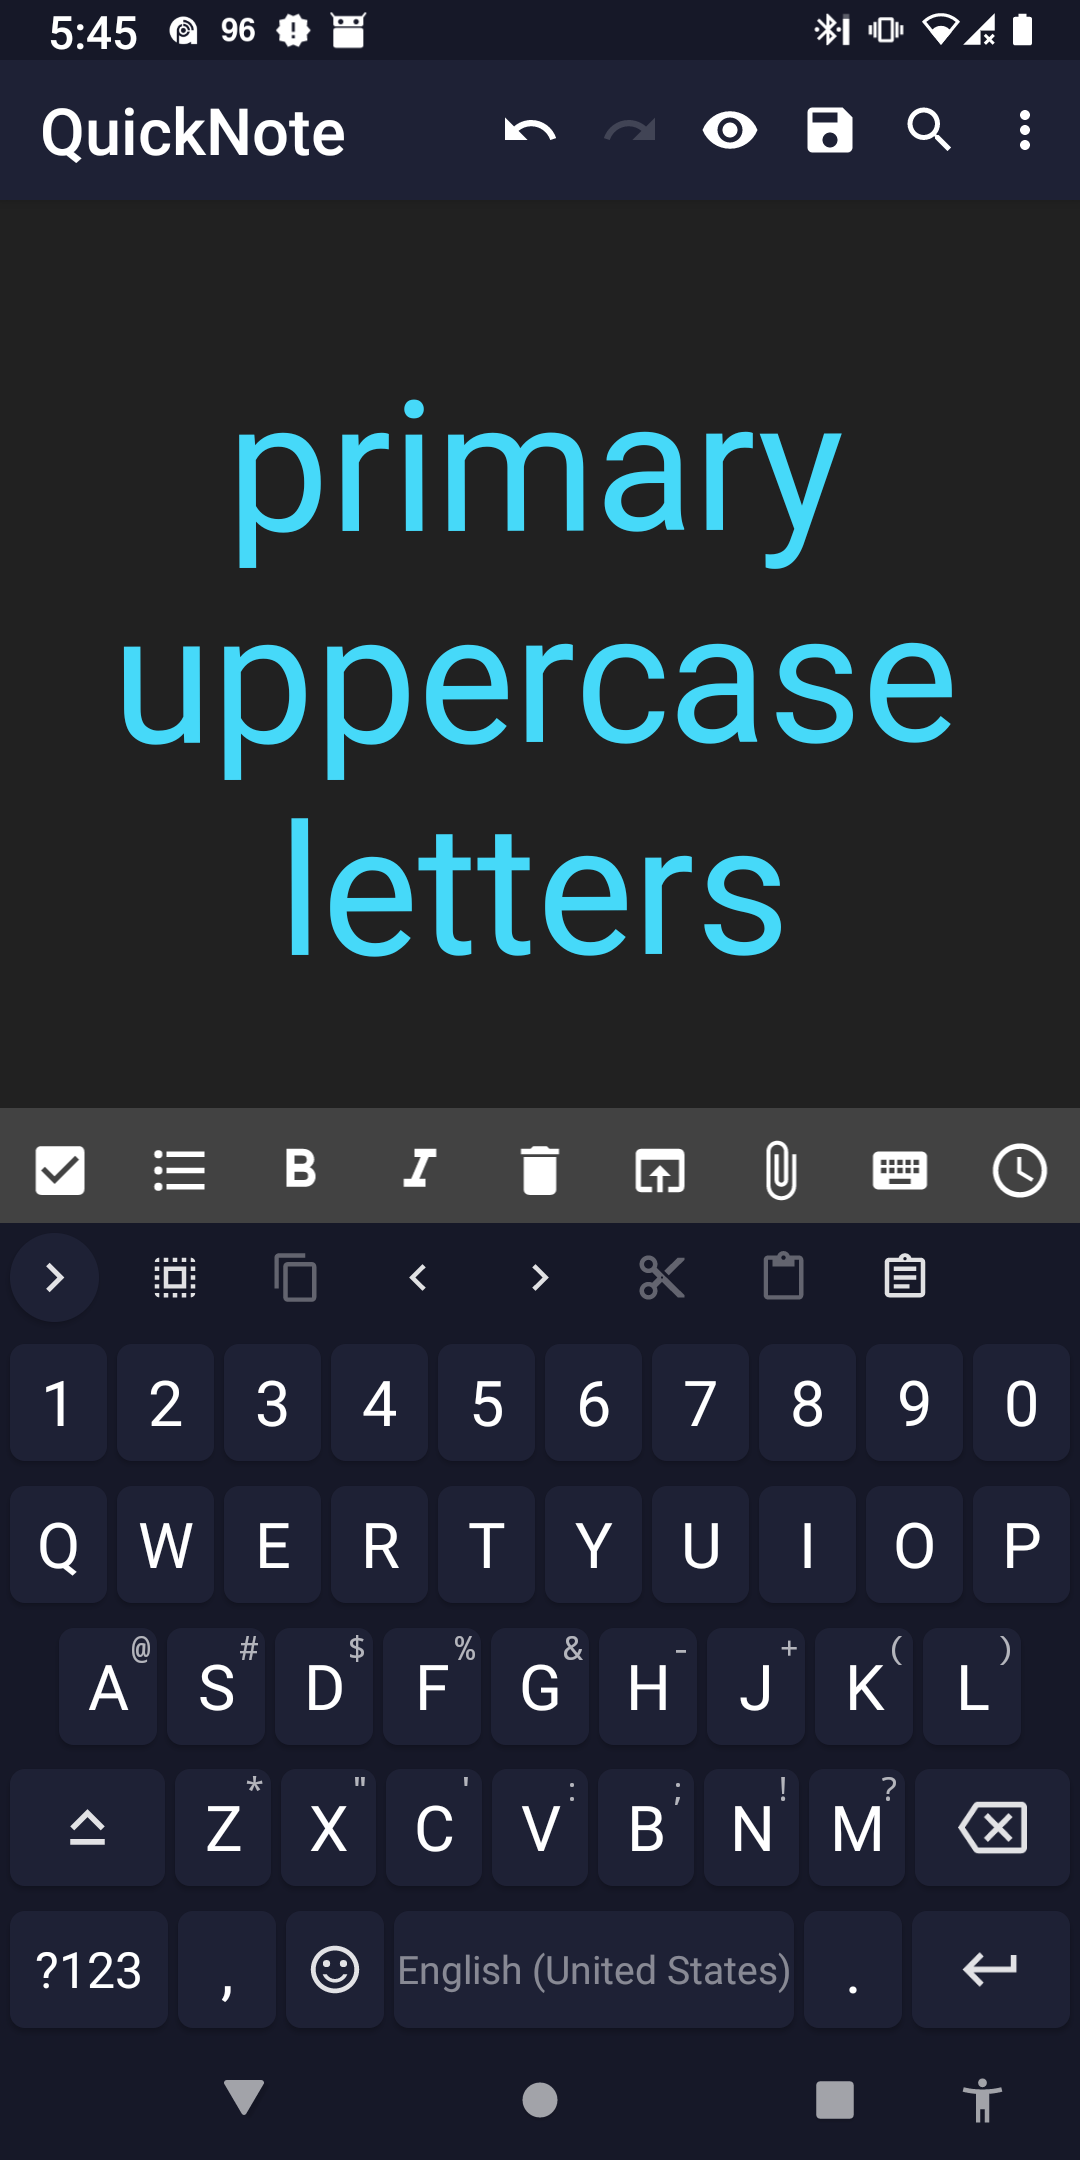 5:45 96
QuickNote
primary
uppercase
letters
B I
1 2 3 4 5 6 7 8 9 0
Q W E R T Y U I O P
@ # $ % & - + ( )
A S D F G H J K L
* " ' : ; ! ?
Z X C V B N M
?123 , English (United States) .